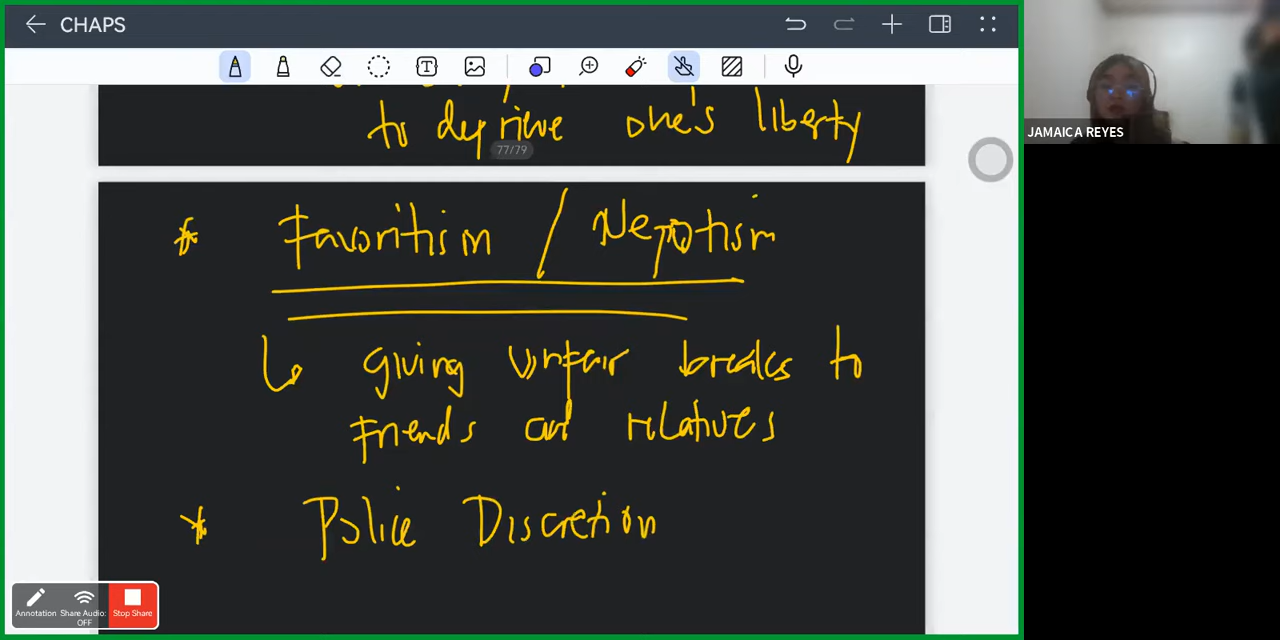 CHAPS
JAMAICA REYES
to deprieve one's liberty
77/79
* Favoritism / Nepotism
↳ giving unfair breaks to
friends and relatives
* Police Discretion
Annotation Share Audio: OFF Stop Share